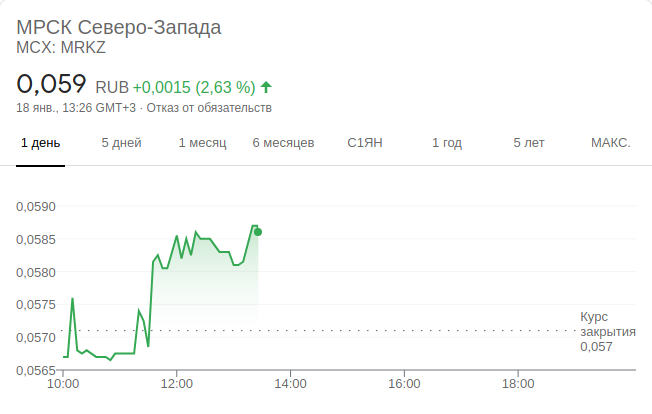 МРСК Северо-Запада
MCX: MRKZ
0,059 RUB +0,0015 (2,63 %)
18 янв., 13:26 GMT+3 · Отказ от обязательств
1 день 5 дней 1 месяц 6 месяцев С1ЯН 1 год 5 лет МАКС.
0,0590
0,0585
0,0580
0,0575
0,0570
0,0565
Курс
закрытия
0,057
10:00 12:00 14:00 16:00 18:00